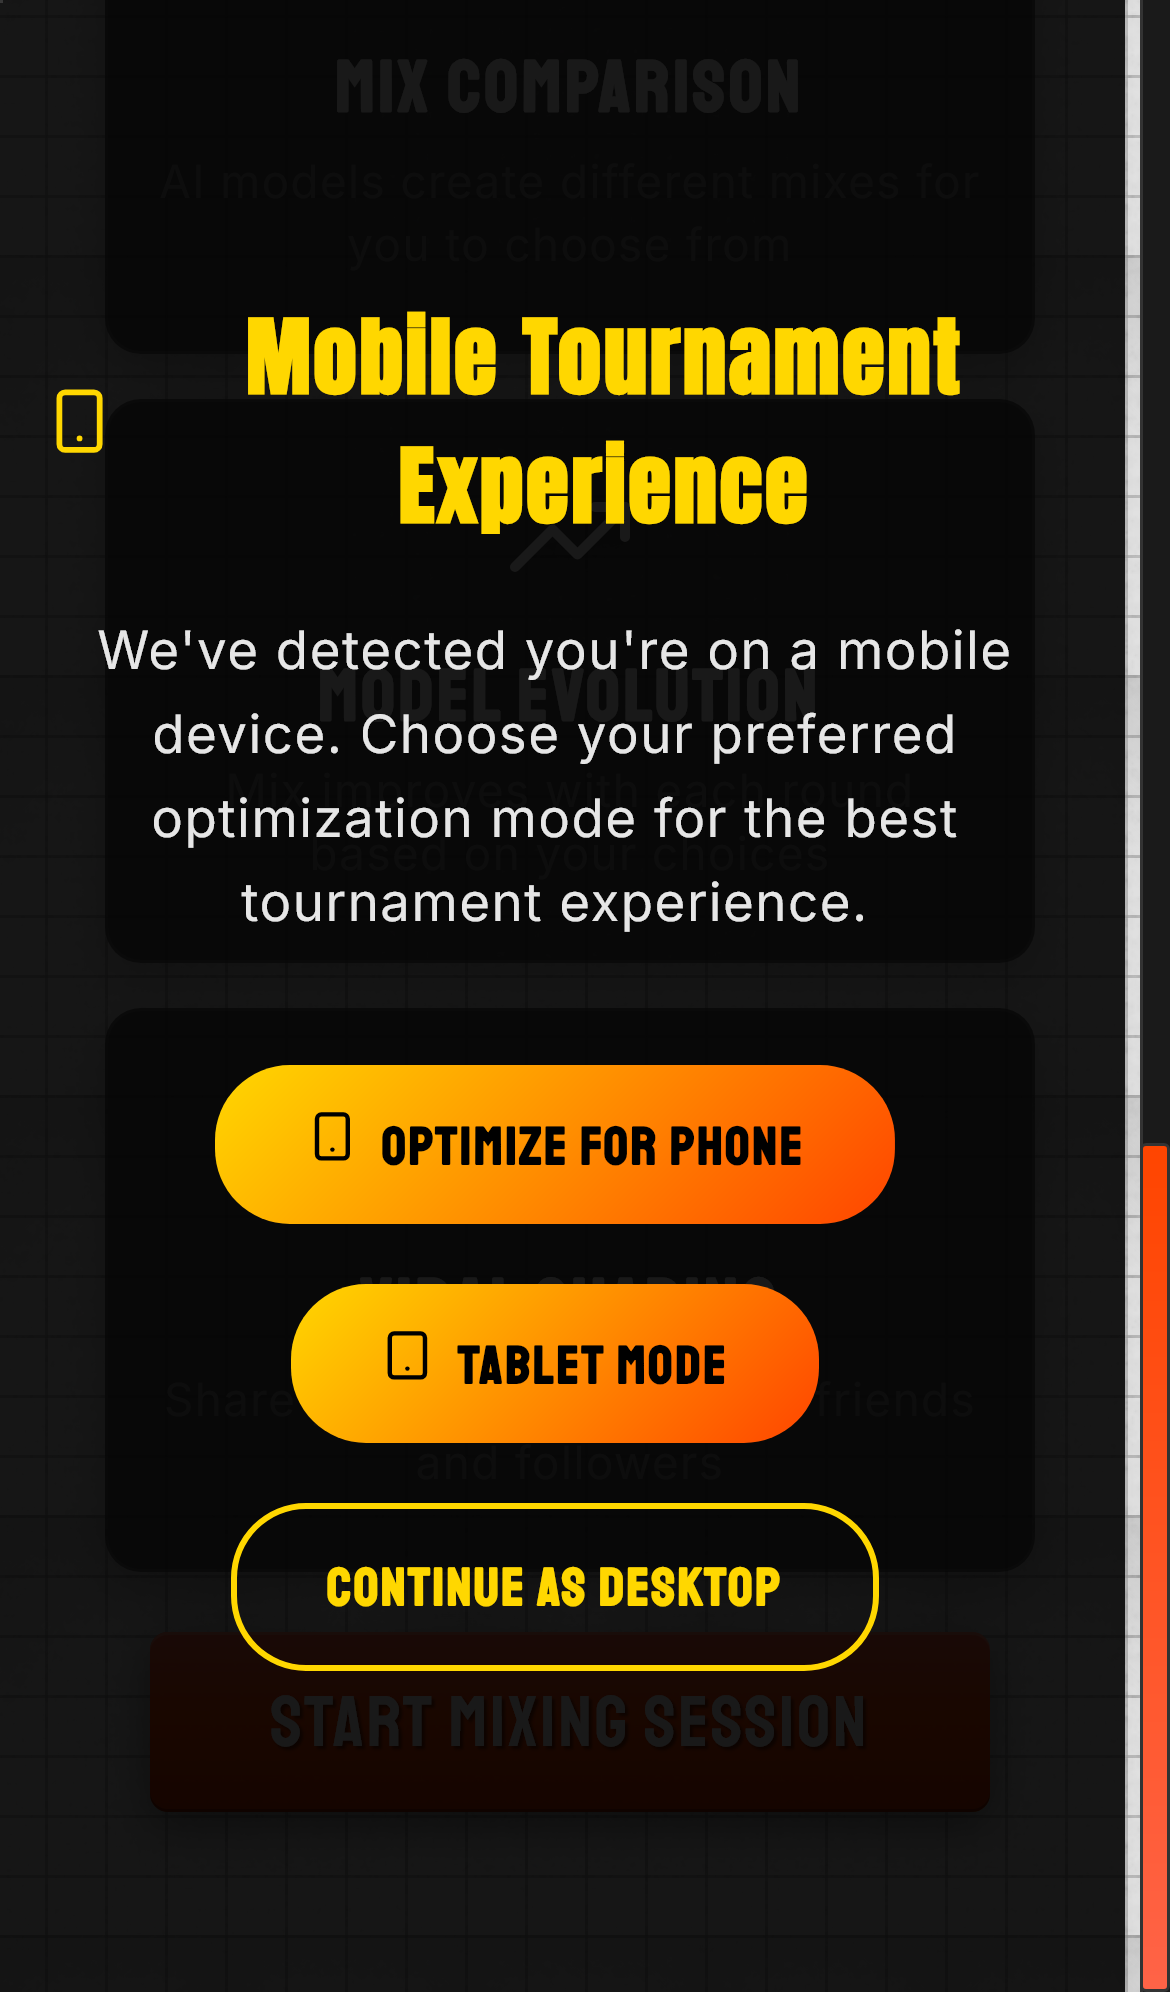 MIX COMPARISON
AI models create different mixes for
you to choose from
Mobile Tournament
Experience
We've detected you're on a mobile
MODEL EVOLUTION
device. Choose your preferred
Mix improves with each round
optimization mode for the best
based on your choices
tournament experience.
OPTIMIZE FOR PHONE
TABLET MODE
Share
friends
and followers
CONTINUE AS DESKTOP
START MIXING SESSION